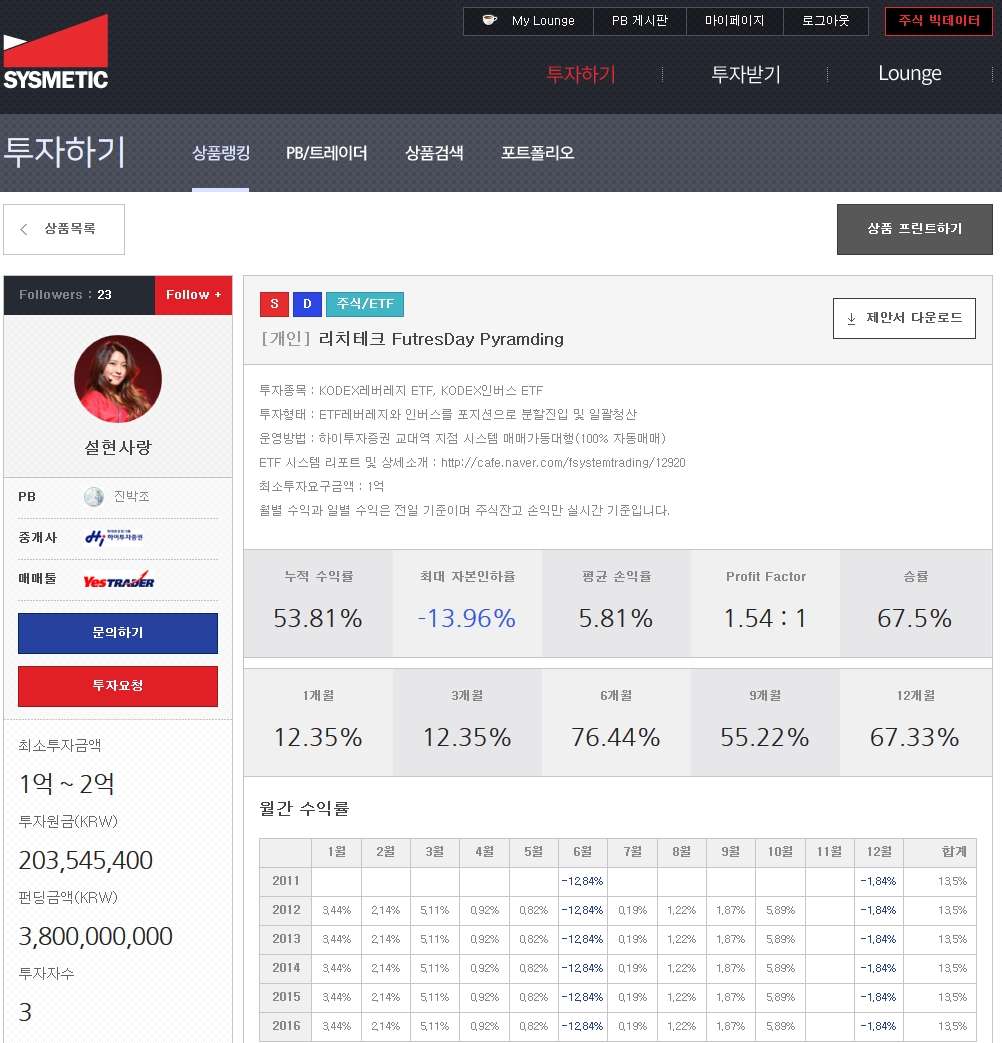 My Lounge PB 게시판 마이페이지 로그아웃 주식 빅데이터
SYSMETIC
투자하기 투자받기 Lounge
투자하기 상품랭킹 PB/트레이더 상품검색 포트폴리오
< 상품목록 상품 프린트하기
Followers : 23 Follow +
설현사랑
PB 진박조
중개사 Hi 하이투자증권
매매툴 YESTRADER
문의하기
투자요청
최소투자금액
1억 ~ 2억
투자원금(KRW)
203,545,400
펀딩금액(KRW)
3,800,000,000
투자자수
3
S D 주식/ETF
[개인] 리치테크 FutresDay Pyramding
제안서 다운로드
투자종목 : KODEX레버레지 ETF, KODEX인버스 ETF
투자형태 : ETF레버레지와 인버스를 포지션으로 분할진입 및 일괄청산
운영방법 : 하이투자증권 교대역 지점 시스템 매매가동대행(100% 자동매매)
ETF 시스템 리포트 및 상세소개 : http://cafe.naver.com/fsystemtrading/12920
최소투자요구금액 : 1억
월별 수익과 일별 수익은 전일 기준이며 주식잔고 손익만 실시간 기준입니다.
누적 수익률 최대 자본인하율 평균 손익율 Profit Factor 승률
53.81% -13.96% 5.81% 1.54 : 1 67.5%
1개월 3개월 6개월 9개월 12개월
12.35% 12.35% 76.44% 55.22% 67.33%
월간 수익률
1월 2월 3월 4월 5월 6월 7월 8월 9월 10월 11월 12월 합계
2011 -12,84% -1,84% 13,5%
2012 3,44% 2,14% 5,11% 0,92% 0,82% -12,84% 0,19% 1,22% 1,87% 5,89% -1,84% 13,5%
2013 3,44% 2,14% 5,11% 0,92% 0,82% -12,84% 0,19% 1,22% 1,87% 5,89% -1,84% 13,5%
2014 3,44% 2,14% 5,11% 0,92% 0,82% -12,84% 0,19% 1,22% 1,87% 5,89% -1,84% 13,5%
2015 3,44% 2,14% 5,11% 0,92% 0,82% -12,84% 0,19% 1,22% 1,87% 5,89% -1,84% 13,5%
2016 3,44% 2,14% 5,11% 0,92% 0,82% -12,84% 0,19% 1,22% 1,87% 5,89% -1,84% 13,5%